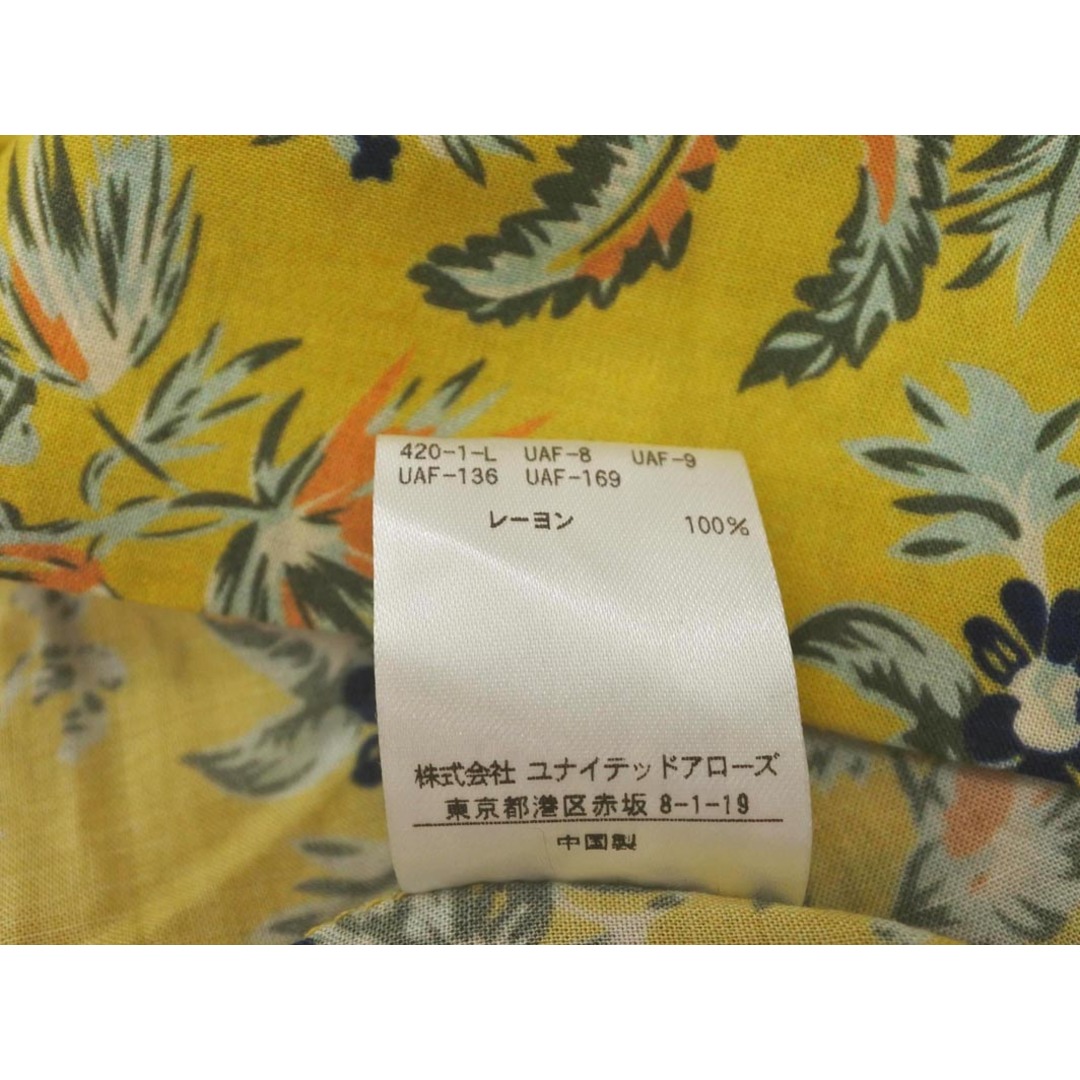 420-1-L UAF-8 UAF-9
UAF-136 UAF-169
レーヨン 100%
株式会社 ユナイテッドアローズ
東京都港区赤坂 8-1-19
中国製